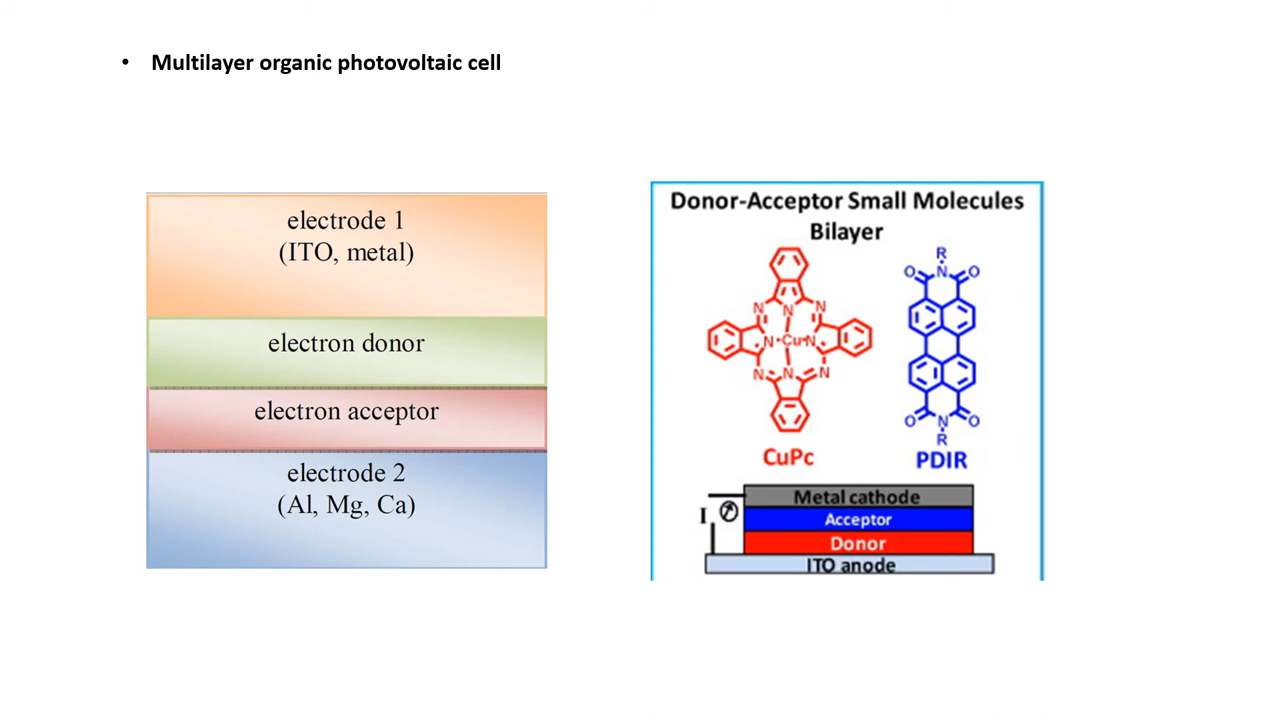 • Multilayer organic photovoltaic cell
electrode 1
(ITO, metal)
electron donor
electron acceptor
electrode 2
(Al, Mg, Ca)
Donor-Acceptor Small Molecules
Bilayer
N N
N
N Cu N
N N N
CuPc
R
O N O
O N O
R
PDIR
I
Metal cathode
Acceptor
Donor
ITO anode